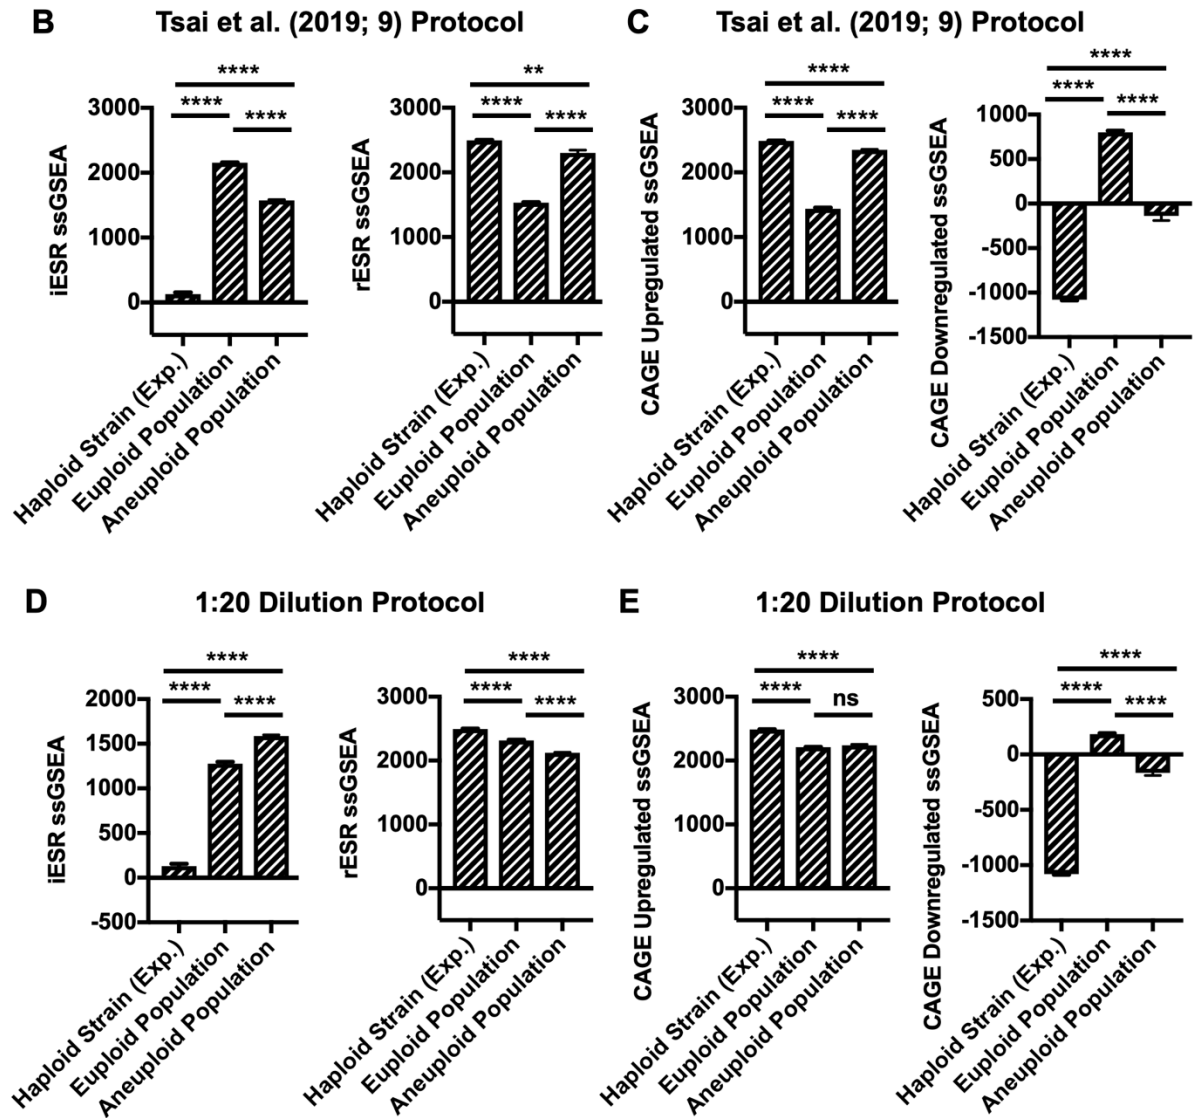 B
Tsai et al. (2019; 9) Protocol
****
****
****
3000
2000
1000
0
iESR ssGSEA
Haploid Strain (Exp.)
Euploid Population
Aneuploid Population
**
****
****
3000
2000
1000
0
rESR ssGSEA
Haploid Strain (Exp.)
Euploid Population
Aneuploid Population
C
Tsai et al. (2019; 9) Protocol
****
****
****
3000
2000
1000
0
CAGE Upregulated ssGSEA
Haploid Strain (Exp.)
Euploid Population
Aneuploid Population
****
****
****
1000
500
0
-500
-1000
-1500
CAGE Downregulated ssGSEA
Haploid Strain (Exp.)
Euploid Population
Aneuploid Population
D
1:20 Dilution Protocol
****
****
****
2000
1500
1000
500
0
-500
iESR ssGSEA
Haploid Strain (Exp.)
Euploid Population
Aneuploid Population
****
****
****
3000
2000
1000
0
rESR ssGSEA
Haploid Strain (Exp.)
Euploid Population
Aneuploid Population
E
1:20 Dilution Protocol
****
****
ns
3000
2000
1000
0
CAGE Upregulated ssGSEA
Haploid Strain (Exp.)
Euploid Population
Aneuploid Population
****
****
****
500
0
-500
-1000
-1500
CAGE Downregulated ssGSEA
Haploid Strain (Exp.)
Euploid Population
Aneuploid Population